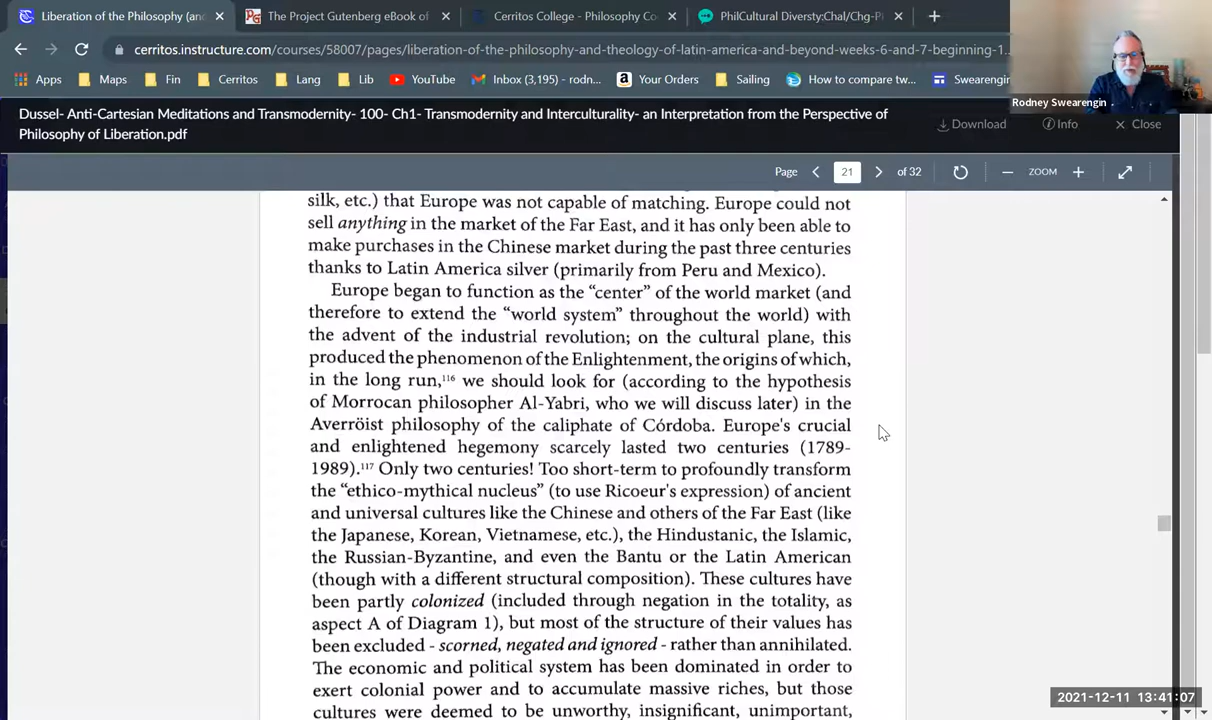 Liberation of the Philosophy (and
The Project Gutenberg eBook of
Cerritos College - Philosophy Co
PhilCultural Diversty:Chal/Chg-P
cerritos.instructure.com/courses/58007/pages/liberation-of-the-philosophy-and-theology-of-latin-america-and-beyond-weeks-6-and-7-beginning-1...
Apps
Maps
Fin
Cerritos
Lang
Lib
YouTube
Inbox (3,195) - rodn...
Your Orders
Sailing
How to compare tw...
Swearengin
Rodney Swearengin
Dussel- Anti-Cartesian Meditations and Transmodernity- 100- Ch1- Transmodernity and Interculturality- an Interpretation from the Perspective of
Philosophy of Liberation.pdf
Download
Info
Close
Page
21
of 32
ZOOM
silk, etc.) that Europe was not capable of matching. Europe could not
sell anything in the market of the Far East, and it has only been able to
make purchases in the Chinese market during the past three centuries
thanks to Latin America silver (primarily from Peru and Mexico).
Europe began to function as the “center” of the world market (and
therefore to extend the “world system” throughout the world) with
the advent of the industrial revolution; on the cultural plane, this
produced the phenomenon of the Enlightenment, the origins of which,
in the long run,116 we should look for (according to the hypothesis
of Morrocan philosopher Al-Yabri, who we will discuss later) in the
Averröist philosophy of the caliphate of Córdoba. Europe's crucial
and enlightened hegemony scarcely lasted two centuries (1789-
1989).117 Only two centuries! Too short-term to profoundly transform
the “ethico-mythical nucleus” (to use Ricoeur's expression) of ancient
and universal cultures like the Chinese and others of the Far East (like
the Japanese, Korean, Vietnamese, etc.), the Hindustanic, the Islamic,
the Russian-Byzantine, and even the Bantu or the Latin American
(though with a different structural composition). These cultures have
been partly colonized (included through negation in the totality, as
aspect A of Diagram 1), but most of the structure of their values has
been excluded - scorned, negated and ignored - rather than annihilated.
The economic and political system has been dominated in order to
exert colonial power and to accumulate massive riches, but those
cultures were deemed to be unworthy, insignificant, unimportant,
2021-12-11 13:41:07